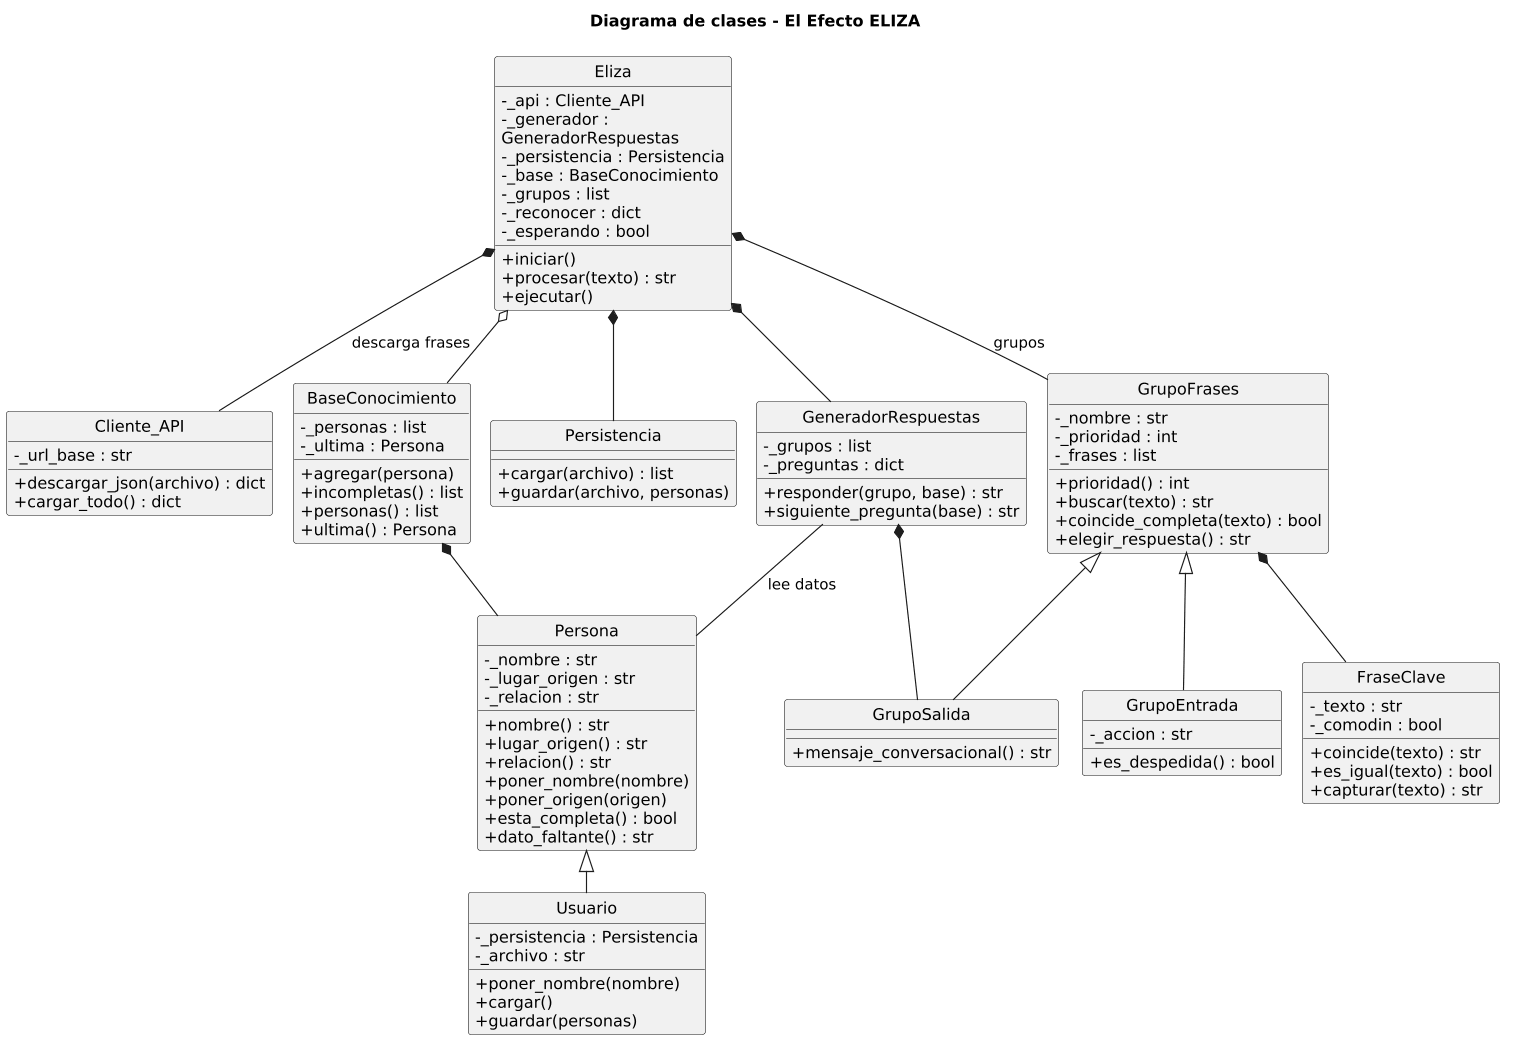 Diagrama de clases - El Efecto ELIZA
Eliza
-_api : Cliente_API
-_generador :
GeneradorRespuestas
-_persistencia : Persistencia
-_base : BaseConocimiento
-_grupos : list
-_reconocer : dict
-_esperando : bool
+iniciar()
+procesar(texto) : str
+ejecutar()
descarga frases
grupos
Cliente_API
-_url_base : str
+descargar_json(archivo) : dict
+cargar_todo() : dict
BaseConocimiento
-_personas : list
-_ultima : Persona
+agregar(persona)
+incompletas() : list
+personas() : list
+ultima() : Persona
Persistencia
+cargar(archivo) : list
+guardar(archivo, personas)
GeneradorRespuestas
-_grupos : list
-_preguntas : dict
+responder(grupo, base) : str
+siguiente_pregunta(base) : str
GrupoFrases
-_nombre : str
-_prioridad : int
-_frases : list
+prioridad() : int
+buscar(texto) : str
+coincide_completa(texto) : bool
+elegir_respuesta() : str
lee datos
Persona
-_nombre : str
-_lugar_origen : str
-_relacion : str
+nombre() : str
+lugar_origen() : str
+relacion() : str
+poner_nombre(nombre)
+poner_origen(origen)
+esta_completa() : bool
+dato_faltante() : str
GrupoSalida
+mensaje_conversacional() : str
GrupoEntrada
-_accion : str
+es_despedida() : bool
FraseClave
-_texto : str
-_comodin : bool
+coincide(texto) : str
+es_igual(texto) : bool
+capturar(texto) : str
Usuario
-_persistencia : Persistencia
-_archivo : str
+poner_nombre(nombre)
+cargar()
+guardar(personas)